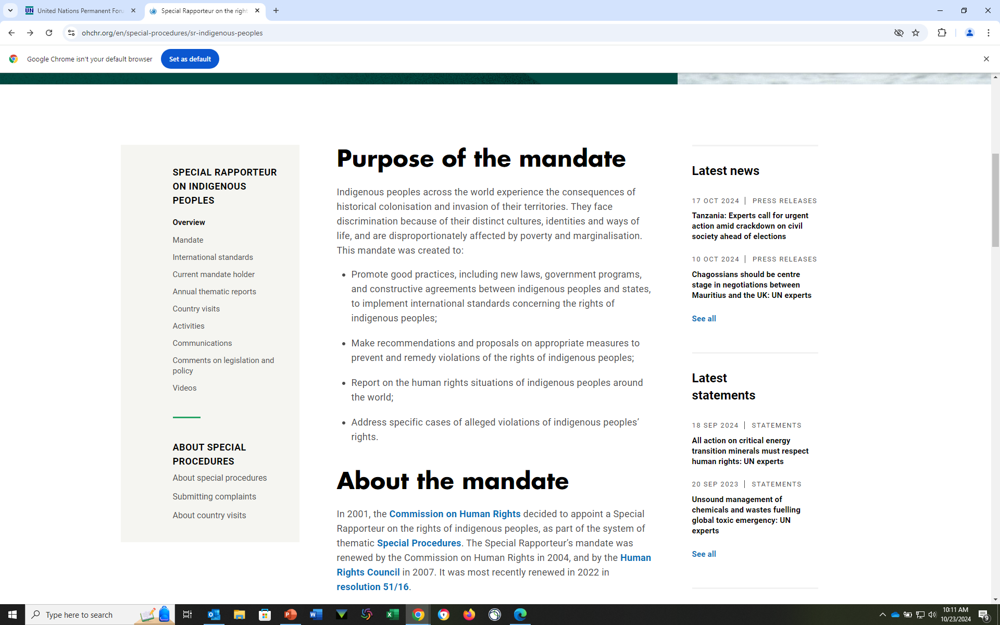 United Nations Permanent Foru
Special Rapporteur on the right
ohchr.org/en/special-procedures/sr-indigenous-peoples
Google Chrome isn't your default browser
Set as default
SPECIAL RAPPORTEUR
ON INDIGENOUS
PEOPLES
Overview
Mandate
International standards
Current mandate holder
Annual thematic reports
Country visits
Activities
Communications
Comments on legislation and
policy
Videos
ABOUT SPECIAL
PROCEDURES
About special procedures
Submitting complaints
About country visits
Purpose of the mandate
Indigenous peoples across the world experience the consequences of
historical colonisation and invasion of their territories. They face
discrimination because of their distinct cultures, identities and ways of
life, and are disproportionately affected by poverty and marginalisation.
This mandate was created to:
• Promote good practices, including new laws, government programs,
and constructive agreements between indigenous peoples and states,
to implement international standards concerning the rights of
indigenous peoples;
• Make recommendations and proposals on appropriate measures to
prevent and remedy violations of the rights of indigenous peoples;
• Report on the human rights situations of indigenous peoples around
the world;
• Address specific cases of alleged violations of indigenous peoples’
rights.
About the mandate
In 2001, the Commission on Human Rights decided to appoint a Special
Rapporteur on the rights of indigenous peoples, as part of the system of
thematic Special Procedures. The Special Rapporteur’s mandate was
renewed by the Commission on Human Rights in 2004, and by the Human
Rights Council in 2007. It was most recently renewed in 2022 in
resolution 51/16.
Latest news
17 OCT 2024 | PRESS RELEASES
Tanzania: Experts call for urgent
action amid crackdown on civil
society ahead of elections
10 OCT 2024 | PRESS RELEASES
Chagossians should be centre
stage in negotiations between
Mauritius and the UK: UN experts
See all
Latest
statements
18 SEP 2024 | STATEMENTS
All action on critical energy
transition minerals must respect
human rights: UN experts
20 SEP 2023 | STATEMENTS
Unsound management of
chemicals and wastes fuelling
global toxic emergency: UN
experts
See all
Type here to search
10:11 AM
10/23/2024
9